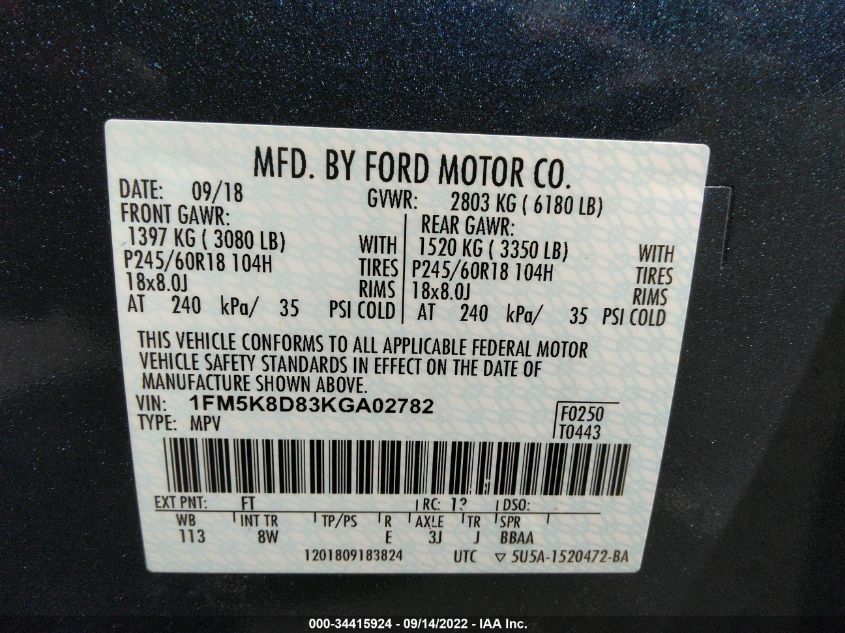 MFD. BY FORD MOTOR CO.
DATE: 09/18 GVWR: 2803 KG ( 6180 LB)
FRONT GAWR: REAR GAWR:
1397 KG ( 3080 LB) WITH 1520 KG ( 3350 LB) WITH
P245/60R18 104H TIRES P245/60R18 104H TIRES
18x8.0J RIMS 18x8.0J RIMS
AT 240 kPa/ 35 PSI COLD AT 240 kPa/ 35 PSI COLD
THIS VEHICLE CONFORMS TO ALL APPLICABLE FEDERAL MOTOR
VEHICLE SAFETY STANDARDS IN EFFECT ON THE DATE OF
MANUFACTURE SHOWN ABOVE.
VIN: 1FM5K8D83KGA02782 F0250
TYPE: MPV T0443
EXT PNT: FT RC: 13 DSO:
WB INT TR TP/PS R AXLE TR SPR
113 8W E 3J J BBAA
1201809183824 UTC ▽ 5U5A-1520472-BA
000-34415924 - 09/14/2022 - IAA Inc.